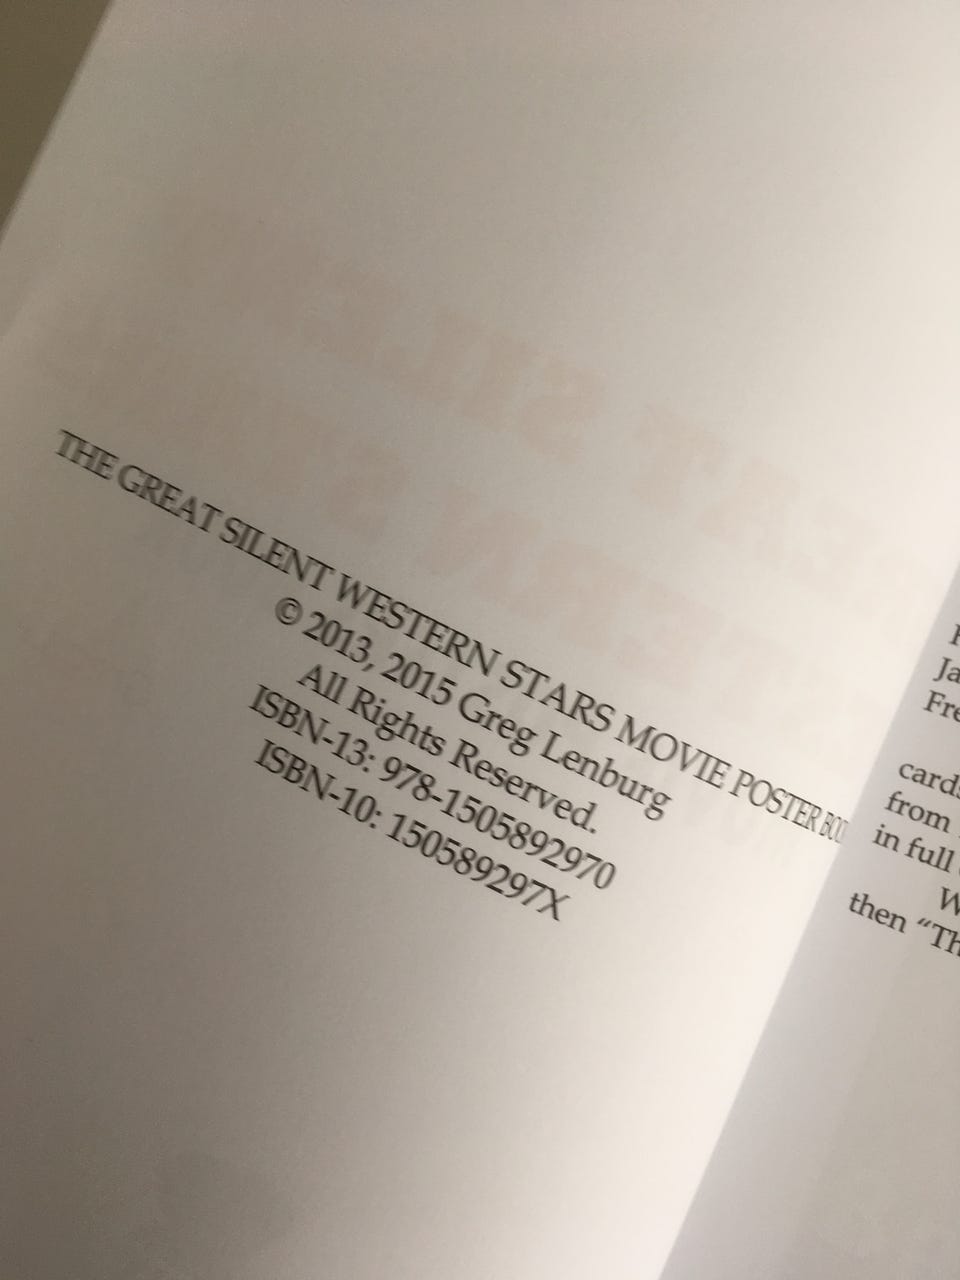 THE GREAT SILENT WESTERN STARS MOVIE POSTER
© 2013, 2015 Greg Lenburg
All Rights Reserved.
ISBN-13: 978-1505892970
ISBN-10: 150589297X
cards
from
in full
then “Th